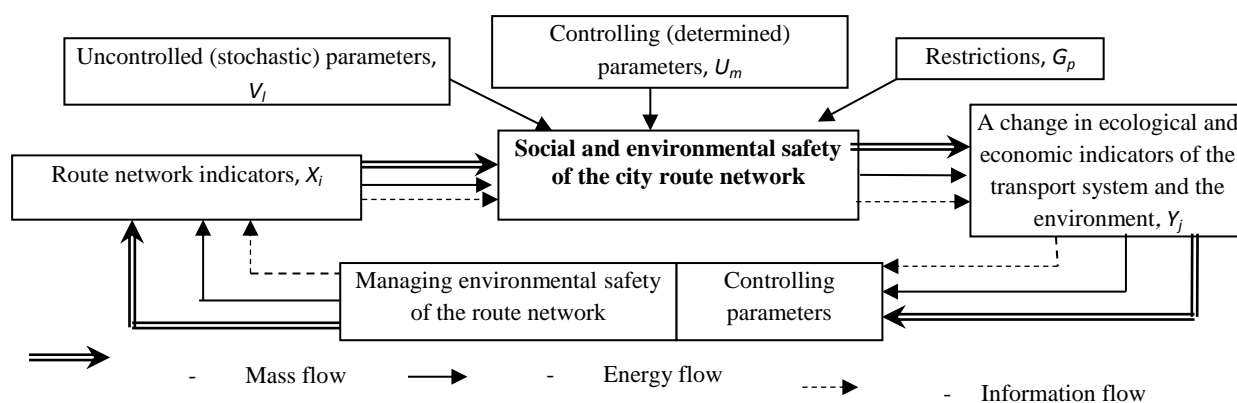 Uncontrolled (stochastic) parameters,
V_l
Controlling (determined)
parameters, U_m
Restrictions, G_p
Route network indicators, X_i
Social and environmental safety
of the city route network
A change in ecological and
economic indicators of the
transport system and the
environment, Y_j
Managing environmental safety
of the route network
Controlling
parameters
- Mass flow
- Energy flow
- Information flow